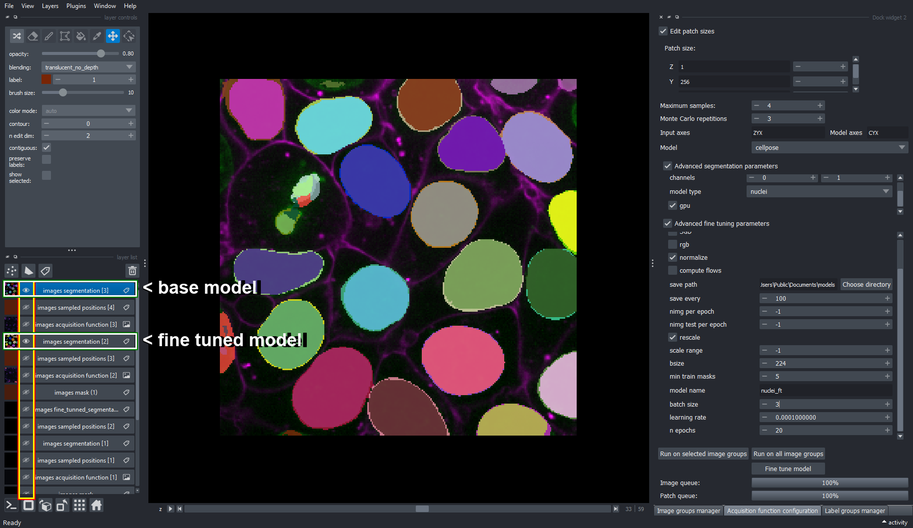 File View Layers Plugins Window Help
layer controls
opacity: 0.80
blending: translucent_no_depth
label: 1
brush size: 10
color mode: auto
contour: 0
n edit dim: 2
contiguous:
preserve
labels:
show
selected:
layer list
images segmentation [3]
images sampled positions [4]
images acquisition function [3]
images segmentation [2]
images sampled positions [3]
images acquisition function [2]
images mask [1]
images fine_tunned_segmenta...
images sampled positions [2]
images segmentation [1]
images sampled positions [1]
images acquisition function [1]
Ready
< base model
< fine tuned model
z 33 59
Dock widget 2
Edit patch sizes
Patch size:
Z 1
Y 256
Maximum samples: 4
Monte Carlo repetitions 3
Input axes ZYX Model axes CYX
Model cellpose
Advanced segmentation parameters
channels 0 1
model type nuclei
gpu
Advanced fine tuning parameters
rgb
normalize
compute flows
save path /sers\Public\Documents\models Choose directory
save every 100
nimg per epoch -1
nimg test per epoch -1
rescale
scale range -1
bsize 224
min train masks 5
model name nuclei_ft
batch size 3
learning rate 0.0001000000
n epochs 20
Run on selected image groups Run on all image groups
Fine tune model
Image queue: 100%
Patch queue: 100%
Image groups manager Acquisition function configuration Label groups manager
activity